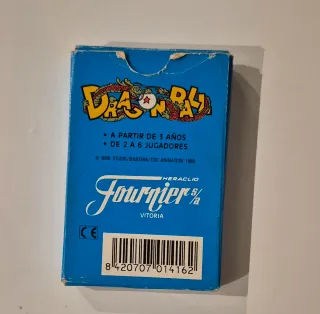 DRAGON BALL
• A PARTIR DE 3 AÑOS
• DE 2 A 6 JUGADORES
HERACLIO
Fournier S/a
VITORIA
CE
8 420707 014162